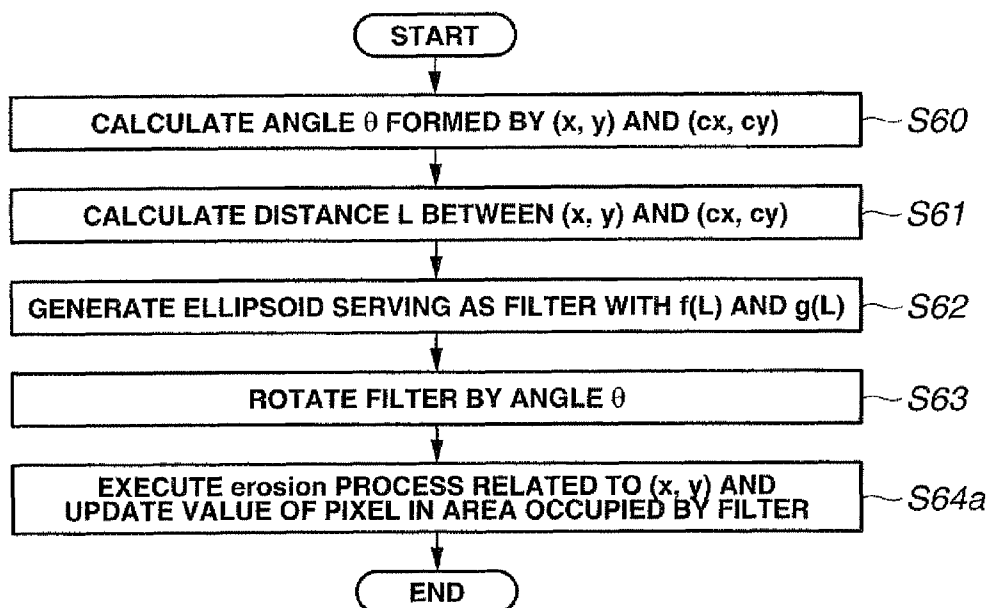 START
CALCULATE ANGLE θ FORMED BY (x, y) AND (cx, cy)
S60
CALCULATE DISTANCE L BETWEEN (x, y) AND (cx, cy)
S61
GENERATE ELLIPSOID SERVING AS FILTER WITH f(L) AND g(L)
S62
ROTATE FILTER BY ANGLE θ
S63
EXECUTE erosion PROCESS RELATED TO (x, y) AND
UPDATE VALUE OF PIXEL IN AREA OCCUPIED BY FILTER
S64a
END